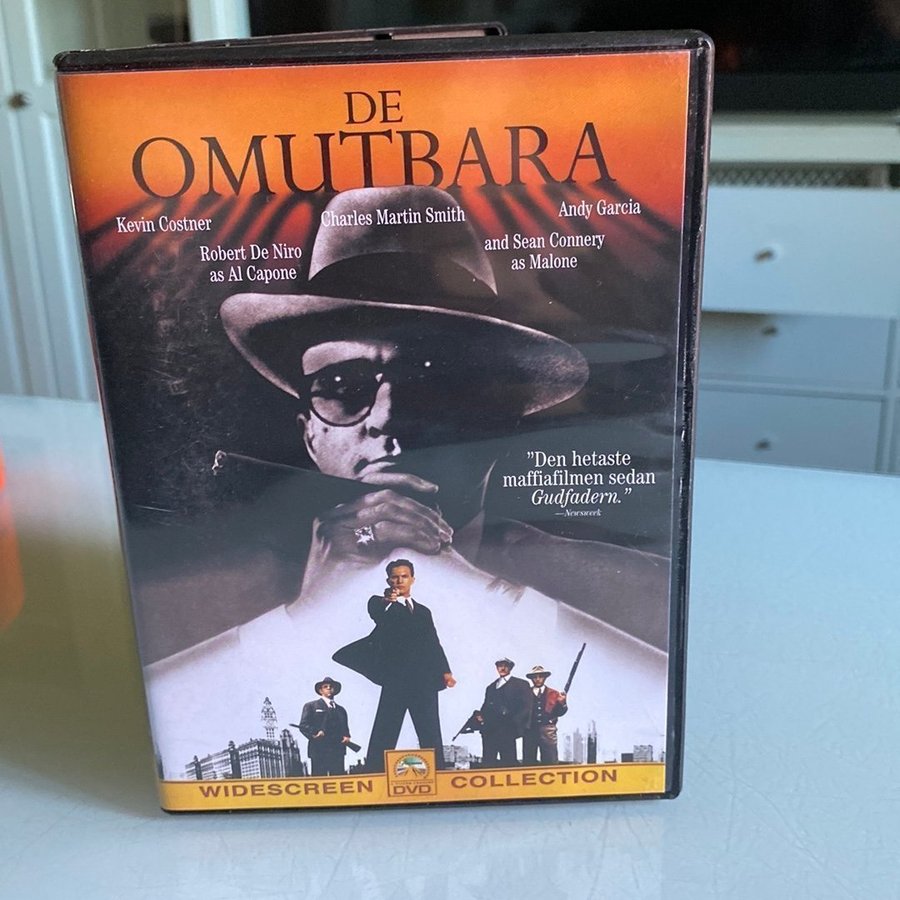 DE
OMUTBARA
Kevin Costner
Charles Martin Smith
Andy Garcia
Robert De Niro
as Al Capone
and Sean Connery
as Malone
”Den hetaste
maffiafilmen sedan
Gudfadern.”
—Newsweek
WIDESCREEN
DVD
COLLECTION